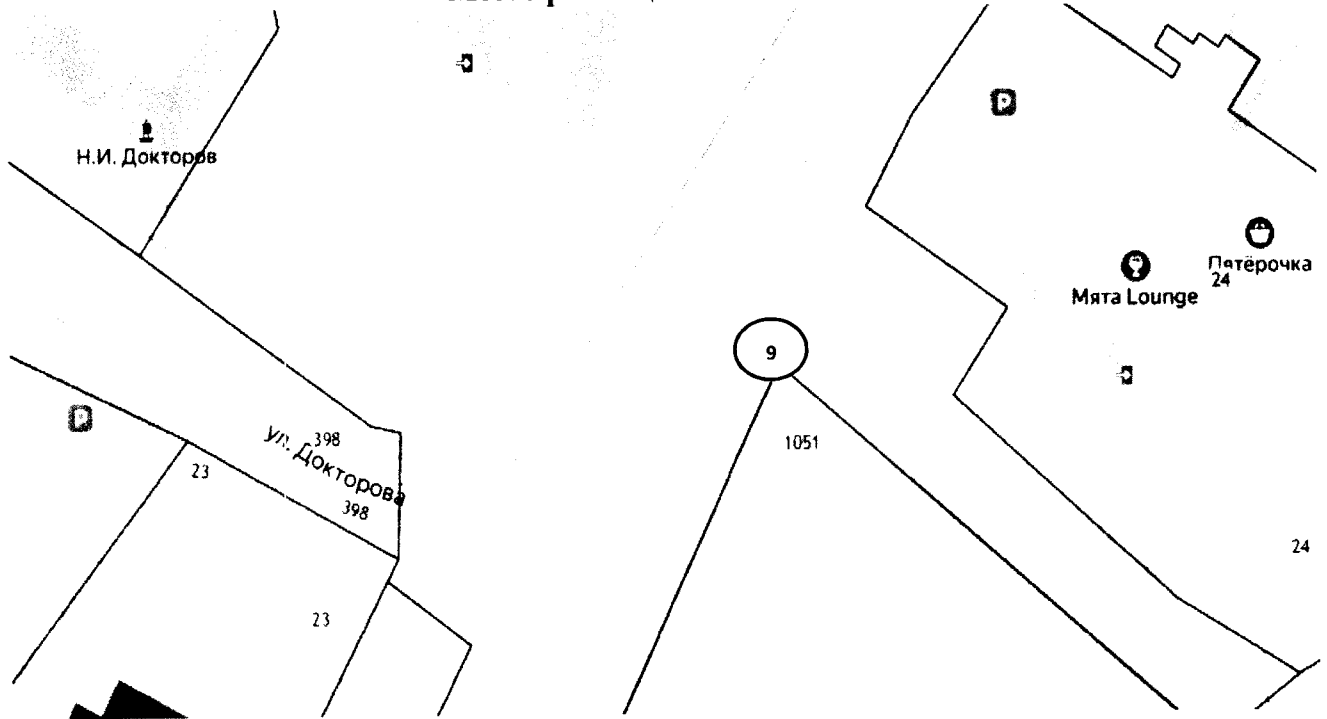 P
Н.И. Докторов
Пятёрочка
24
Мята Lounge
9
P
ул. Докторова
398
1051
23
398
24
23